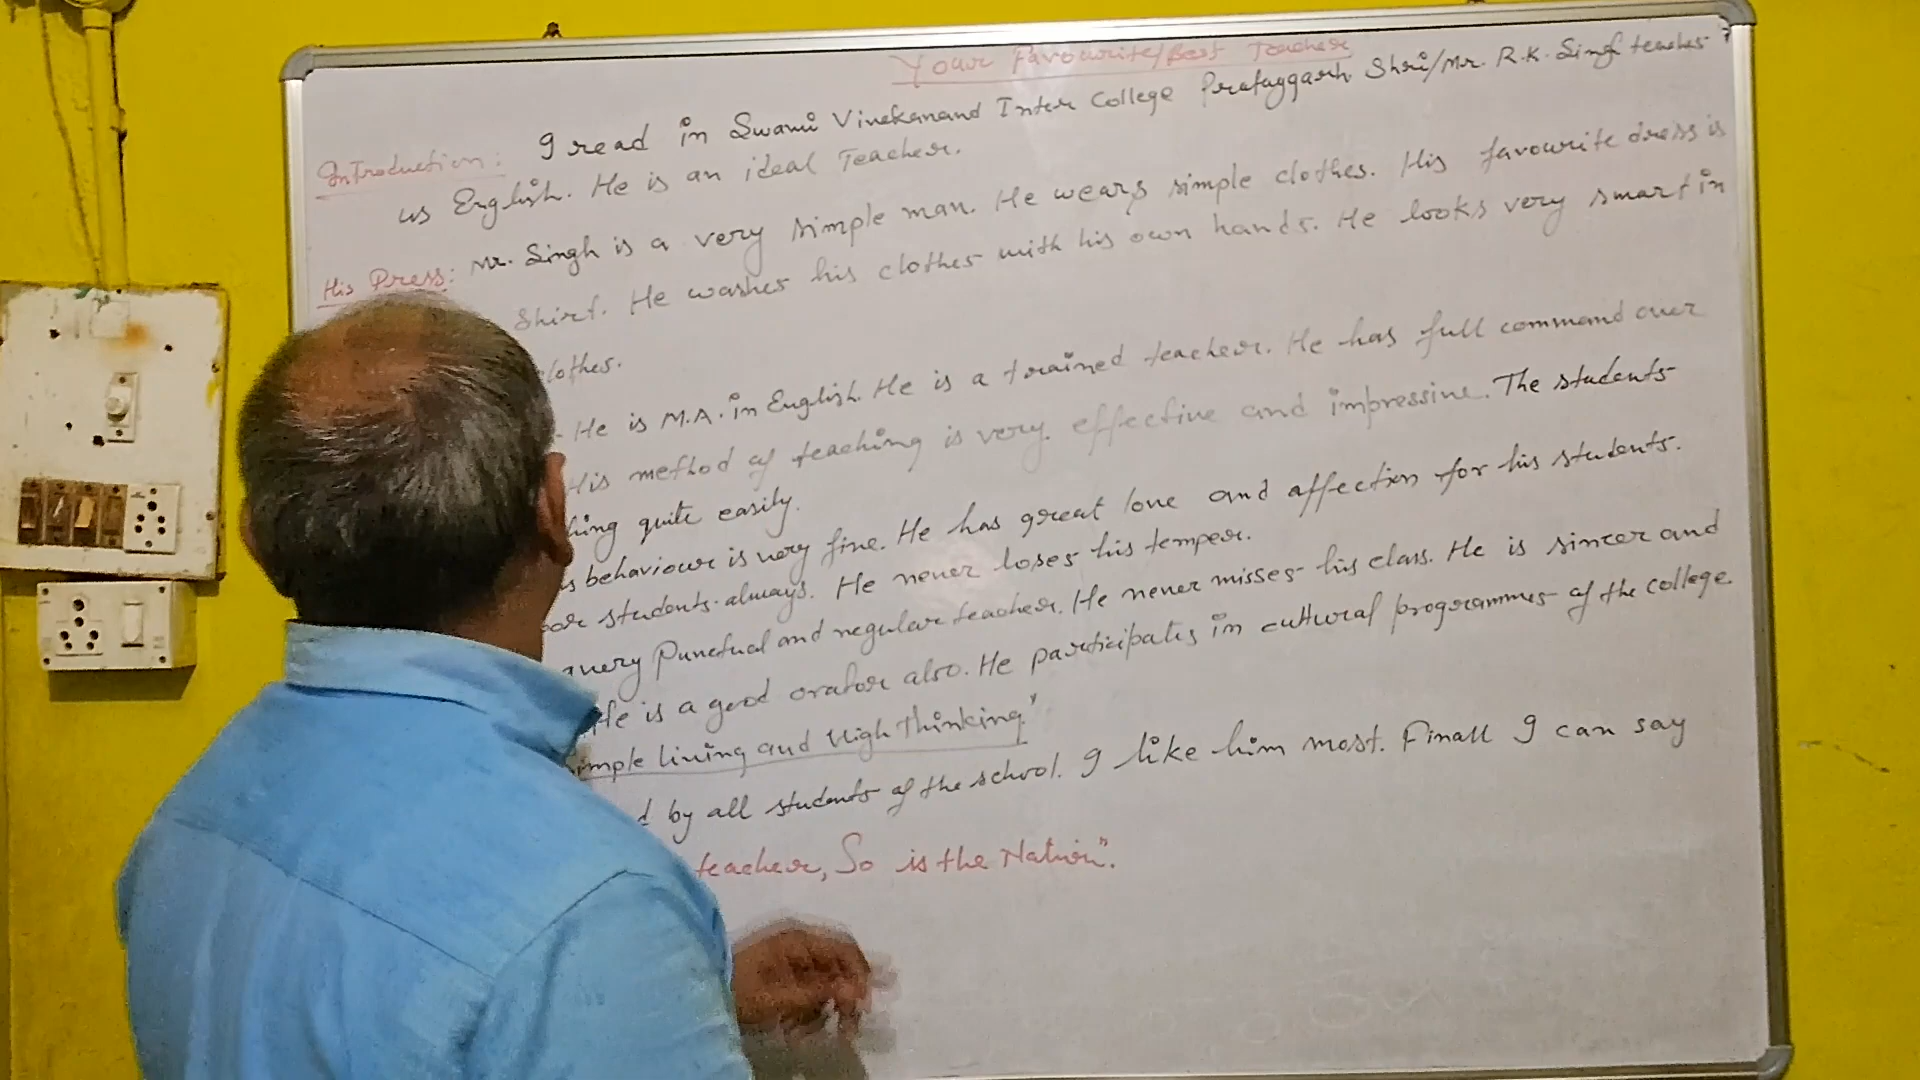 Your Favourite/Best Teacher
Introduction: I read in Swami Vivekanand Inter College Pratapgarh Shri/Mr. R.K. Singh teaches
us English. He is an ideal Teacher.
His Dress: Mr. Singh is a very simple man. He wears simple clothes. His favourite dress is
Shirt. He washes his clothes with his own hands. He looks very smart in
clothes.
He is M.A. in English. He is a trained teacher. He has full command over
His method of teaching is very effective and impressive. The students
hing quite easily.
behaviour is very fine. He has great love and affection for his students.
students always. He never loses his temper.
very Punctual and regular teacher. He never misses his class. He is sincer and
He is a good orator also. He participates in cultural programmes of the college.
imple living and High Thinking"
d by all students of the school. I like him most. Finall I can say
teacher, So is the Nation".